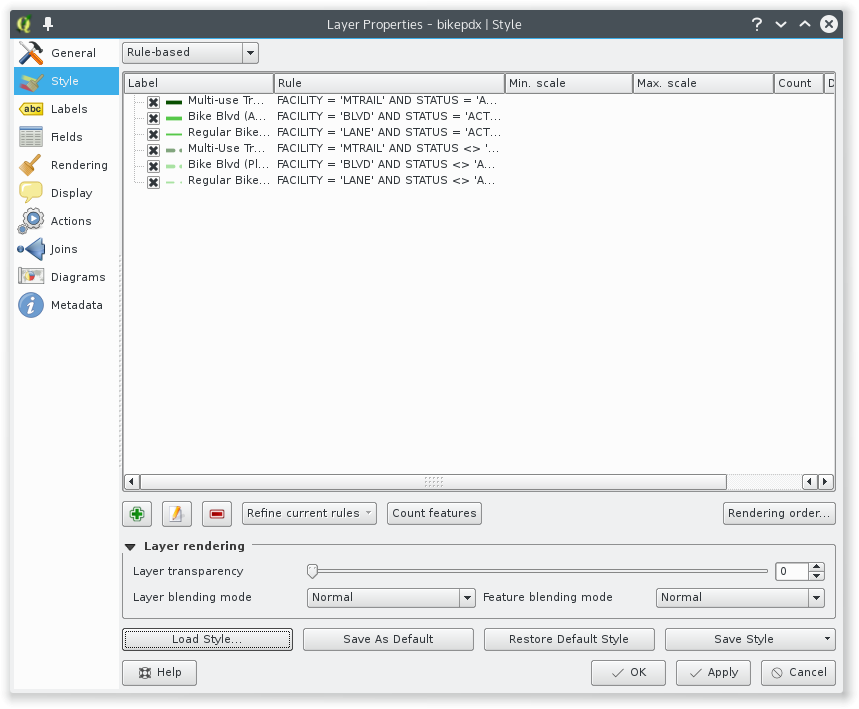 Layer Properties - bikepdx | Style
General
Style
abc Labels
Fields
Rendering
Display
Actions
Joins
Diagrams
Metadata
Rule-based
Label Rule Min. scale Max. scale Count D
Multi-use Tr... FACILITY = 'MTRAIL' AND STATUS = 'A...
Bike Blvd (A... FACILITY = 'BLVD' AND STATUS = 'ACT...
Regular Bike... FACILITY = 'LANE' AND STATUS = 'ACT...
Multi-Use Tr... FACILITY = 'MTRAIL' AND STATUS <> '...
Bike Blvd (Pl... FACILITY = 'BLVD' AND STATUS <> 'A...
Regular Bike... FACILITY = 'LANE' AND STATUS <> 'A...
Refine current rules Count features Rendering order...
Layer rendering
Layer transparency 0
Layer blending mode Normal Feature blending mode Normal
Load Style... Save As Default Restore Default Style Save Style
Help OK Apply Cancel